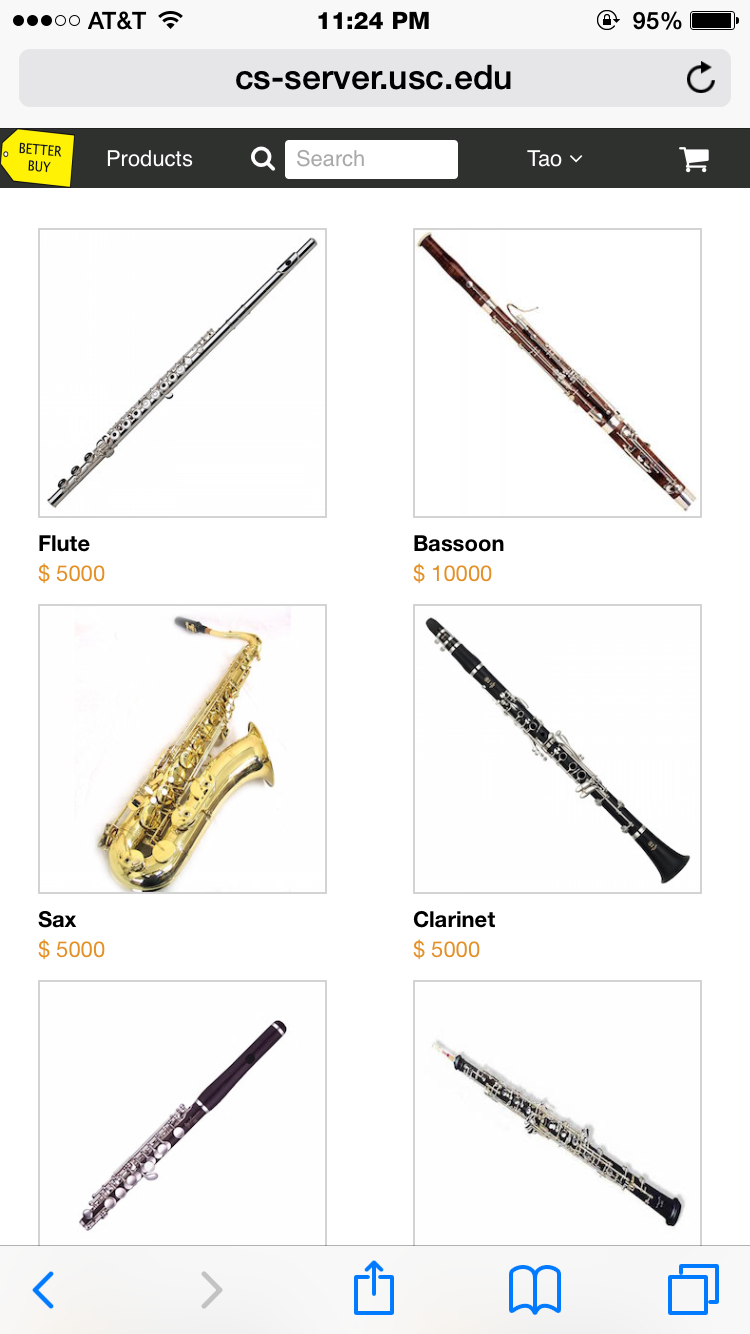 AT&T 11:24 PM 95%
cs-server.usc.edu
BETTER
BUY
Products Search Tao
Flute Bassoon
$ 5000 $ 10000
Sax Clarinet
$ 5000 $ 5000